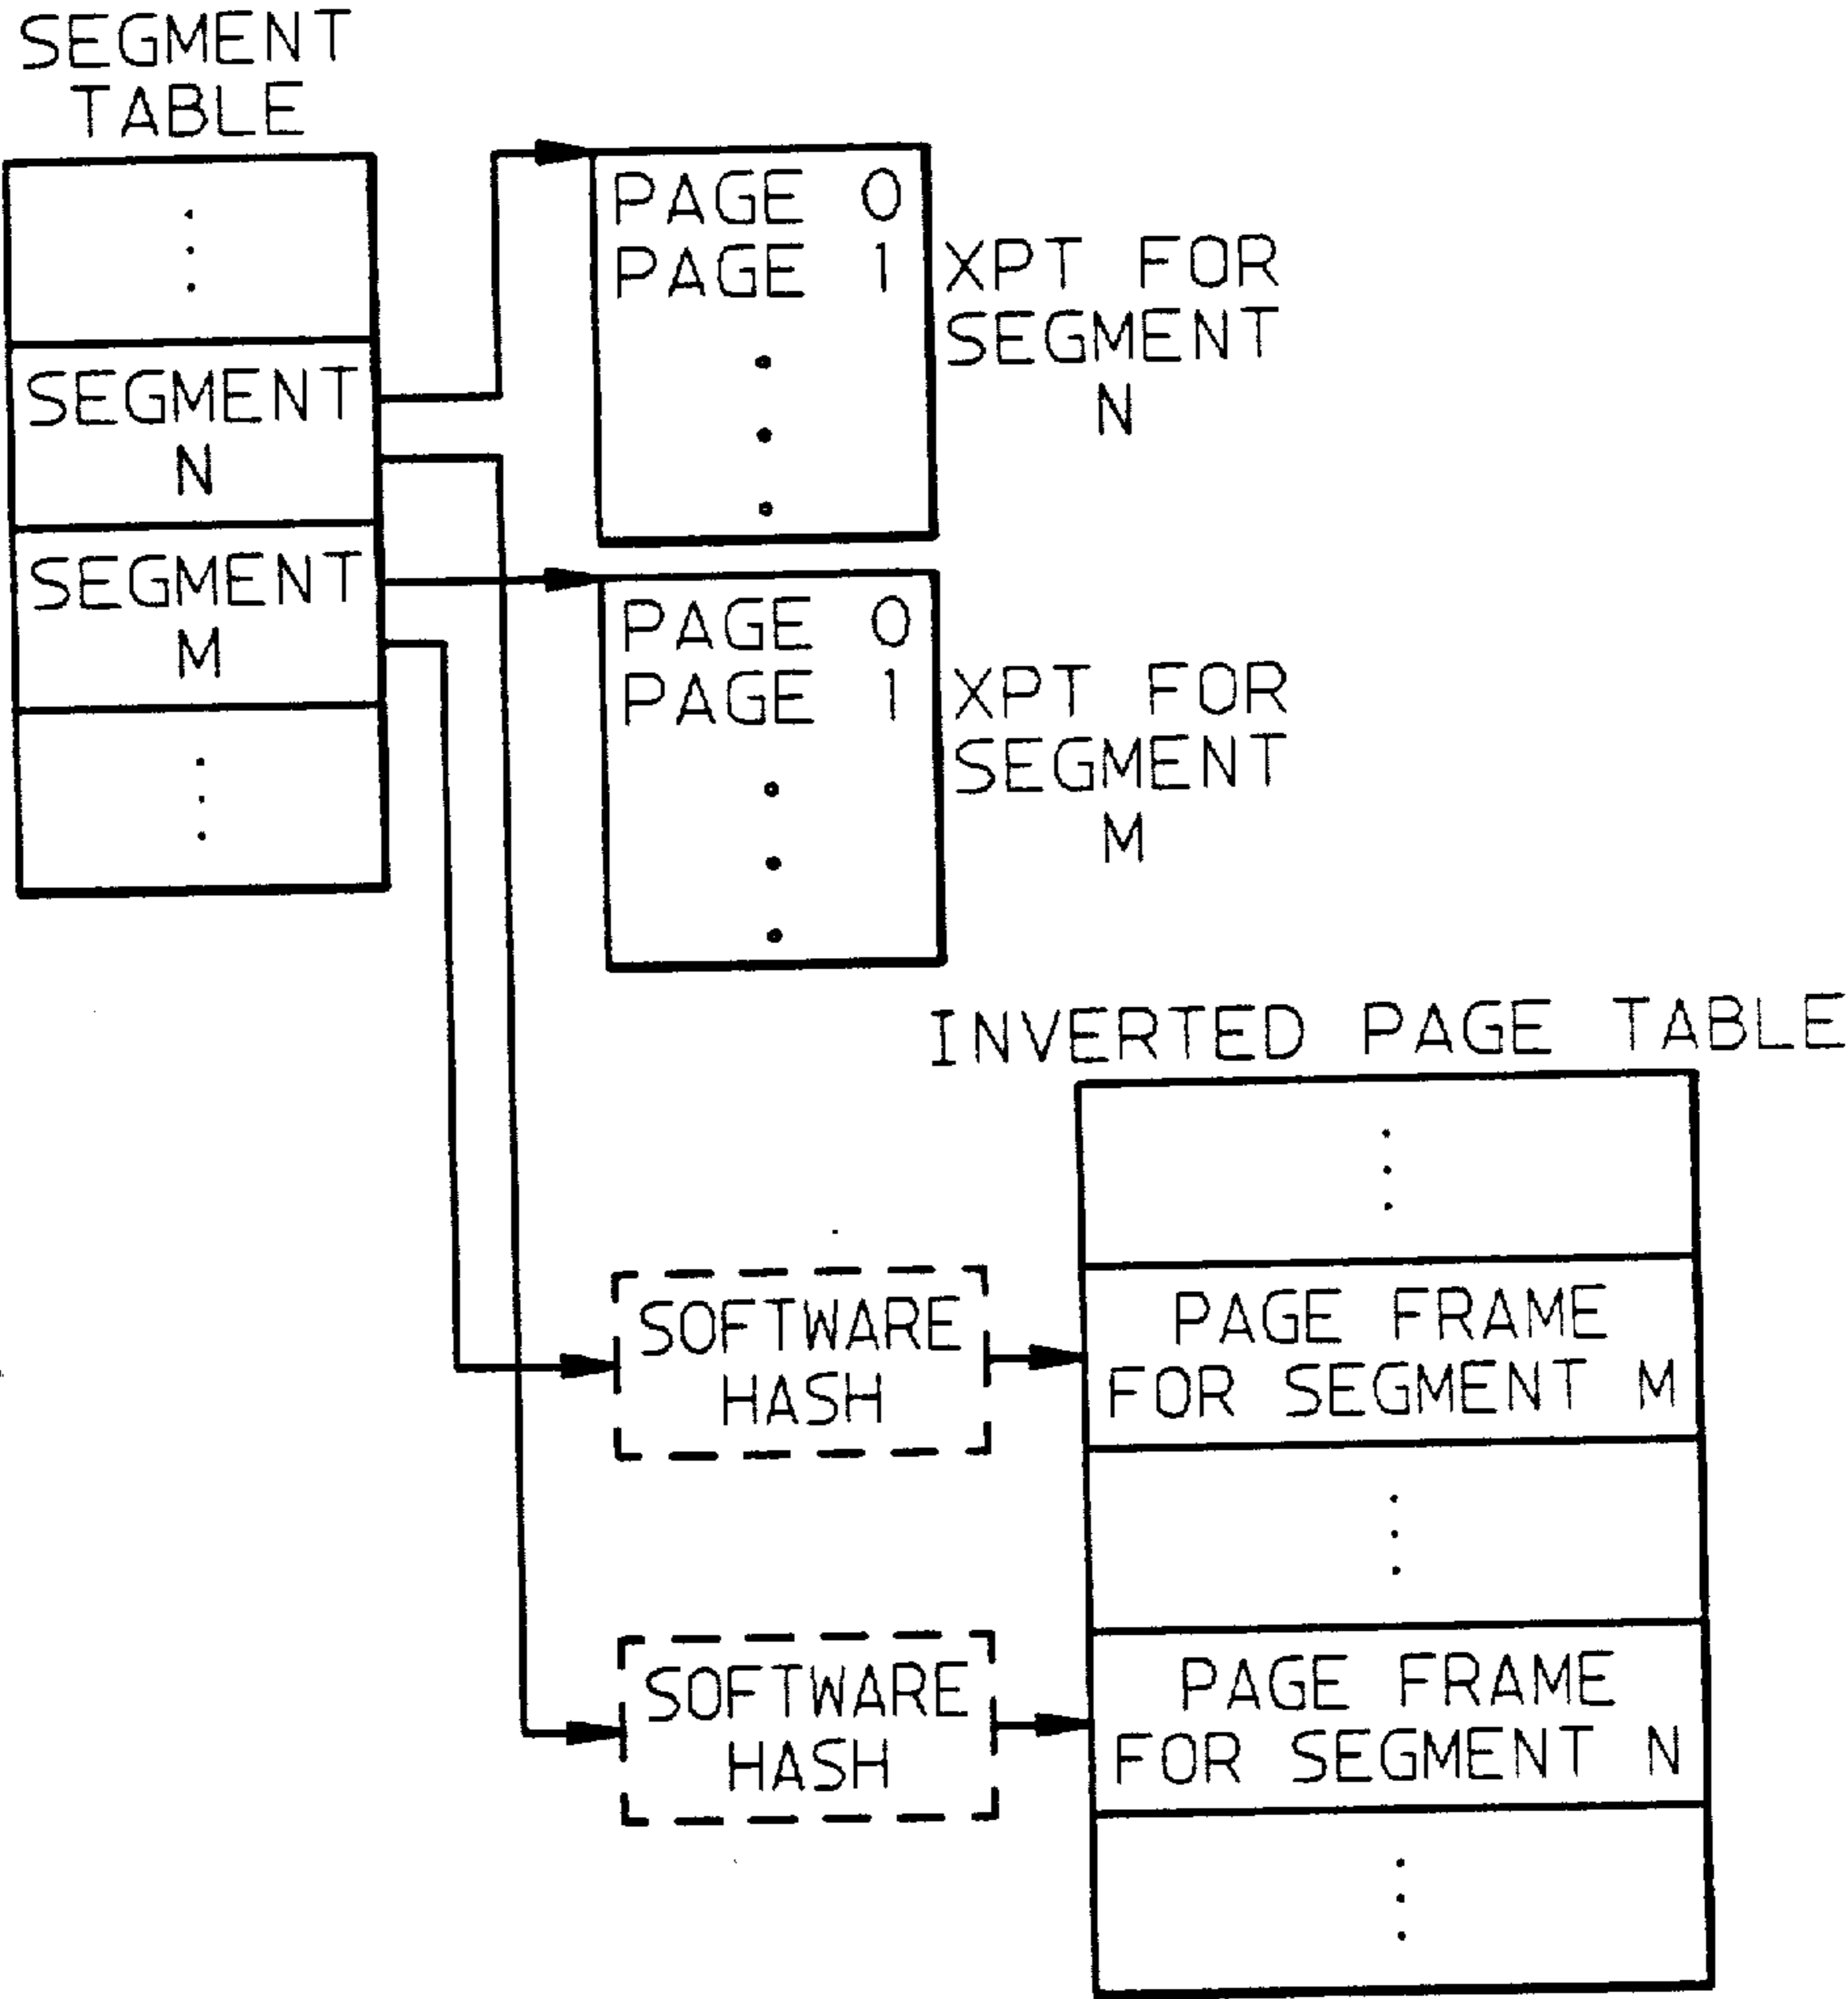 SEGMENT
TABLE
SEGMENT
N
SEGMENT
M
PAGE 0
PAGE 1
XPT FOR
SEGMENT
N
PAGE 0
PAGE 1
XPT FOR
SEGMENT
M
INVERTED PAGE TABLE
SOFTWARE
HASH
PAGE FRAME
FOR SEGMENT M
SOFTWARE
HASH
PAGE FRAME
FOR SEGMENT N